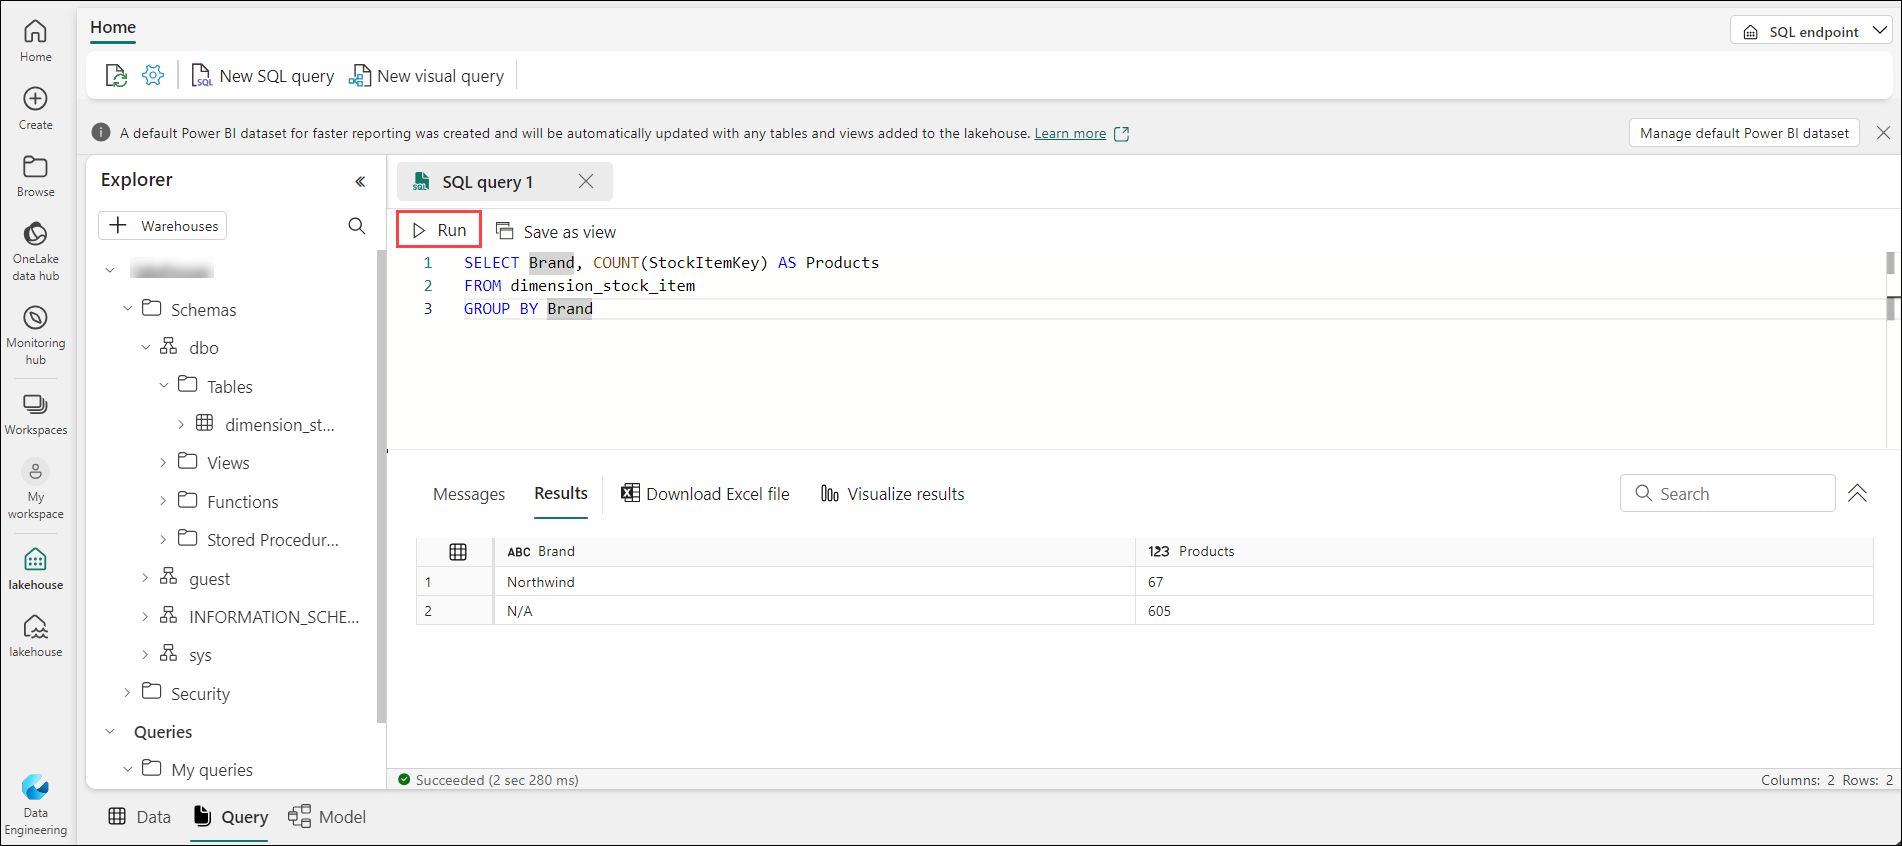 Home
SQL endpoint
New SQL query
New visual query
A default Power BI dataset for faster reporting was created and will be automatically updated with any tables and views added to the lakehouse. Learn more
Manage default Power BI dataset
Home
Create
Browse
OneLake
data hub
Monitoring
hub
Workspaces
My
workspace
lakehouse
lakehouse
Data
Engineering
Explorer
Warehouses
Schemas
dbo
Tables
dimension_st...
Views
Functions
Stored Procedur...
guest
INFORMATION_SCHE...
sys
Security
Queries
My queries
SQL query 1
Run
Save as view
1 SELECT Brand, COUNT(StockItemKey) AS Products
2 FROM dimension_stock_item
3 GROUP BY Brand
Messages
Results
Download Excel file
Visualize results
Search
ABC Brand 123 Products
1 Northwind 67
2 N/A 605
Succeeded (2 sec 280 ms)
Columns: 2 Rows: 2
Data
Query
Model